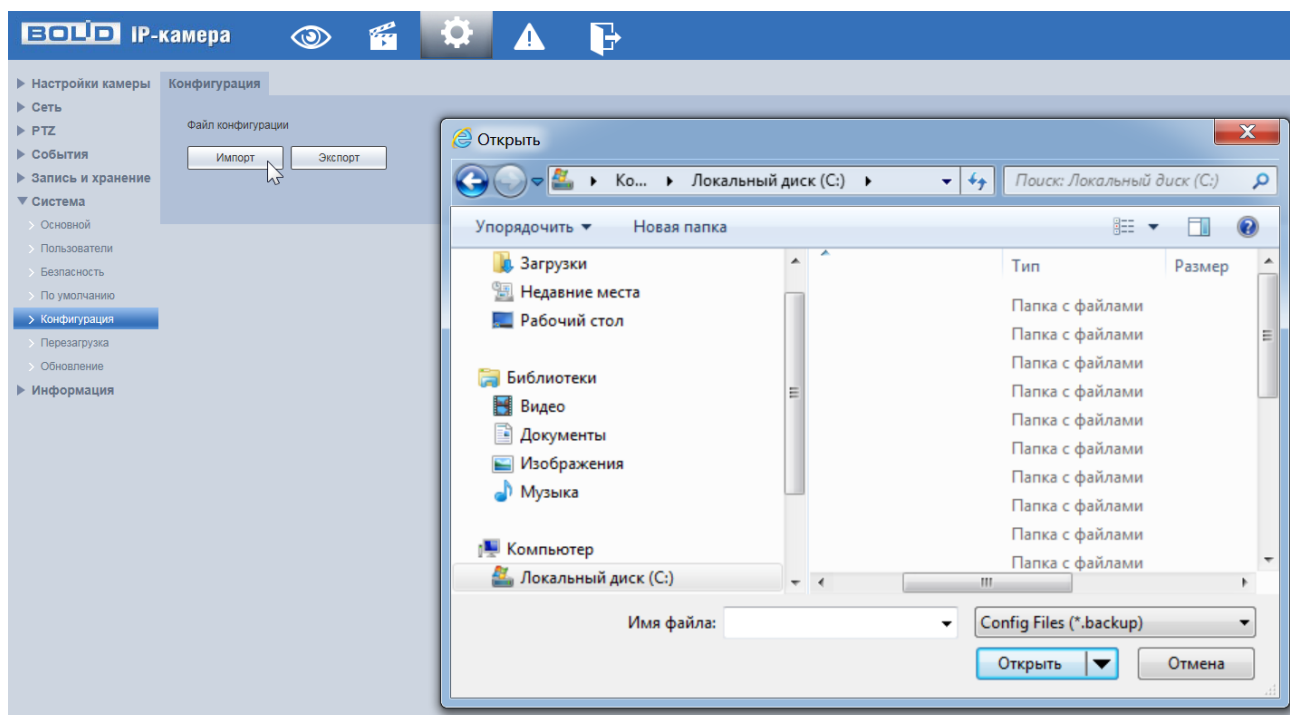 BOLID IP-камера
Настройки камеры
Сеть
PTZ
События
Запись и хранение
Система
Основной
Пользователи
Безпасность
По умолчанию
Конфигурация
Перезагрузка
Обновление
Информация
Конфигурация
Файл конфигурации
Импорт Экспорт
Открыть
Ко... Локальный диск (C:) Поиск: Локальный диск (C:)
Упорядочить Новая папка
Загрузки
Недавние места
Рабочий стол
Библиотеки
Видео
Документы
Изображения
Музыка
Компьютер
Локальный диск (C:)
Тип Размер
Папка с файлами
Папка с файлами
Папка с файлами
Папка с файлами
Папка с файлами
Папка с файлами
Папка с файлами
Папка с файлами
Папка с файлами
Папка с файлами
Имя файла: Config Files (*.backup)
Открыть Отмена